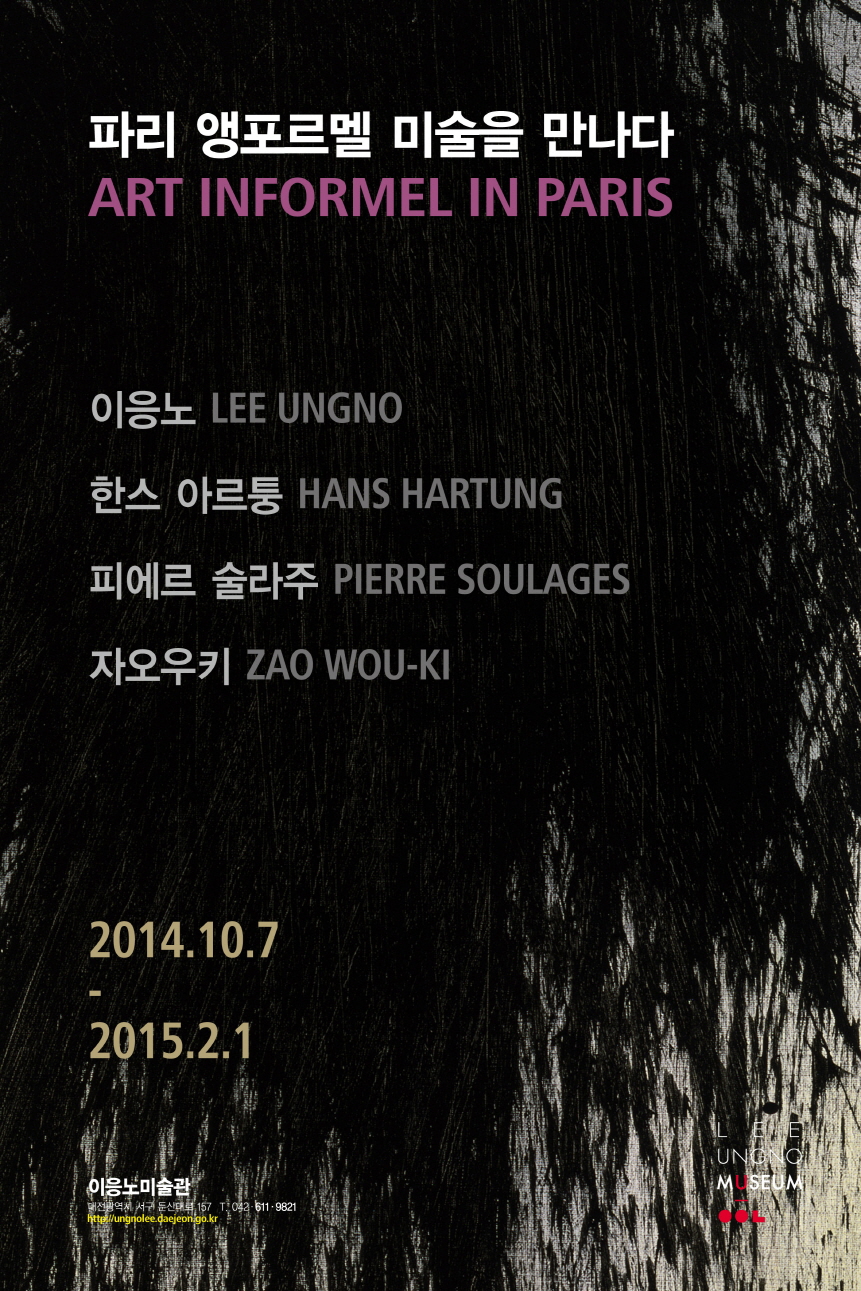 파리 앵포르멜 미술을 만나다
ART INFORMEL IN PARIS
이응노 LEE UNGNO
한스 아르퉁 HANS HARTUNG
피에르 술라주 PIERRE SOULAGES
자오우키 ZAO WOU-KI
2014.10.7
-
2015.2.1
이응노미술관
대전광역시 서구 둔산대로 157 T. 042·611·9821
http://ungnolee.daejeon.go.kr
LEE
UNGNO
MUSEUM